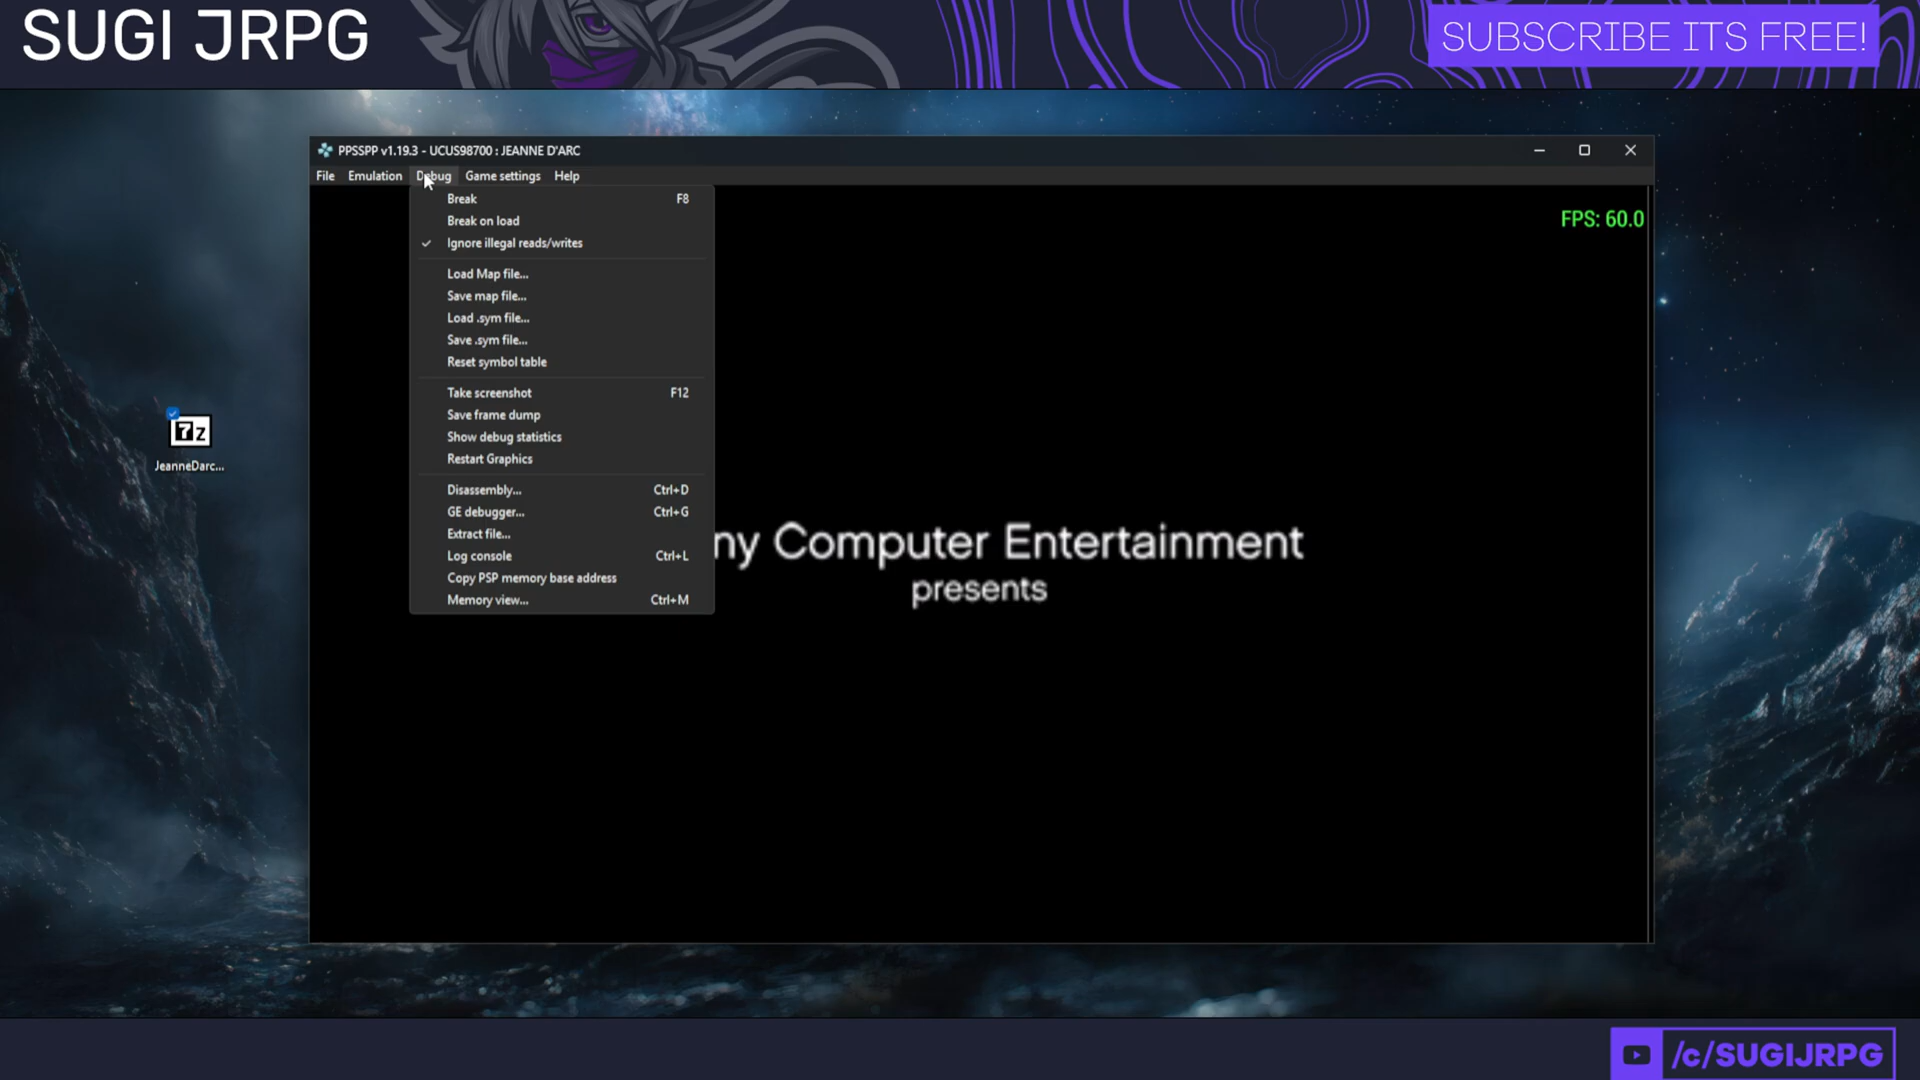 SUGI JRPG
SUBSCRIBE ITS FREE!
PPSSPP v1.19.3 - UCUS98700 : JEANNE D'ARC
File Emulation Debug Game settings Help
Break F8
Break on load
Ignore illegal reads/writes
Load Map file...
Save map file...
Load .sym file...
Save .sym file...
Reset symbol table
Take screenshot F12
Save frame dump
Show debug statistics
Restart Graphics
Disassembly... Ctrl+D
GE debugger... Ctrl+G
Extract file...
Log console Ctrl+L
Copy PSP memory base address
Memory view... Ctrl+M
FPS: 60.0
ny Computer Entertainment
presents
7z
JeanneDarc...
/c/SUGIJRPG